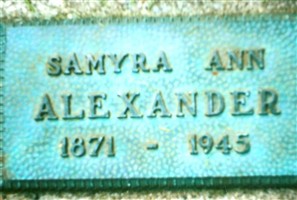 SAMYRA ANN
ALEXANDER
1871 - 1945